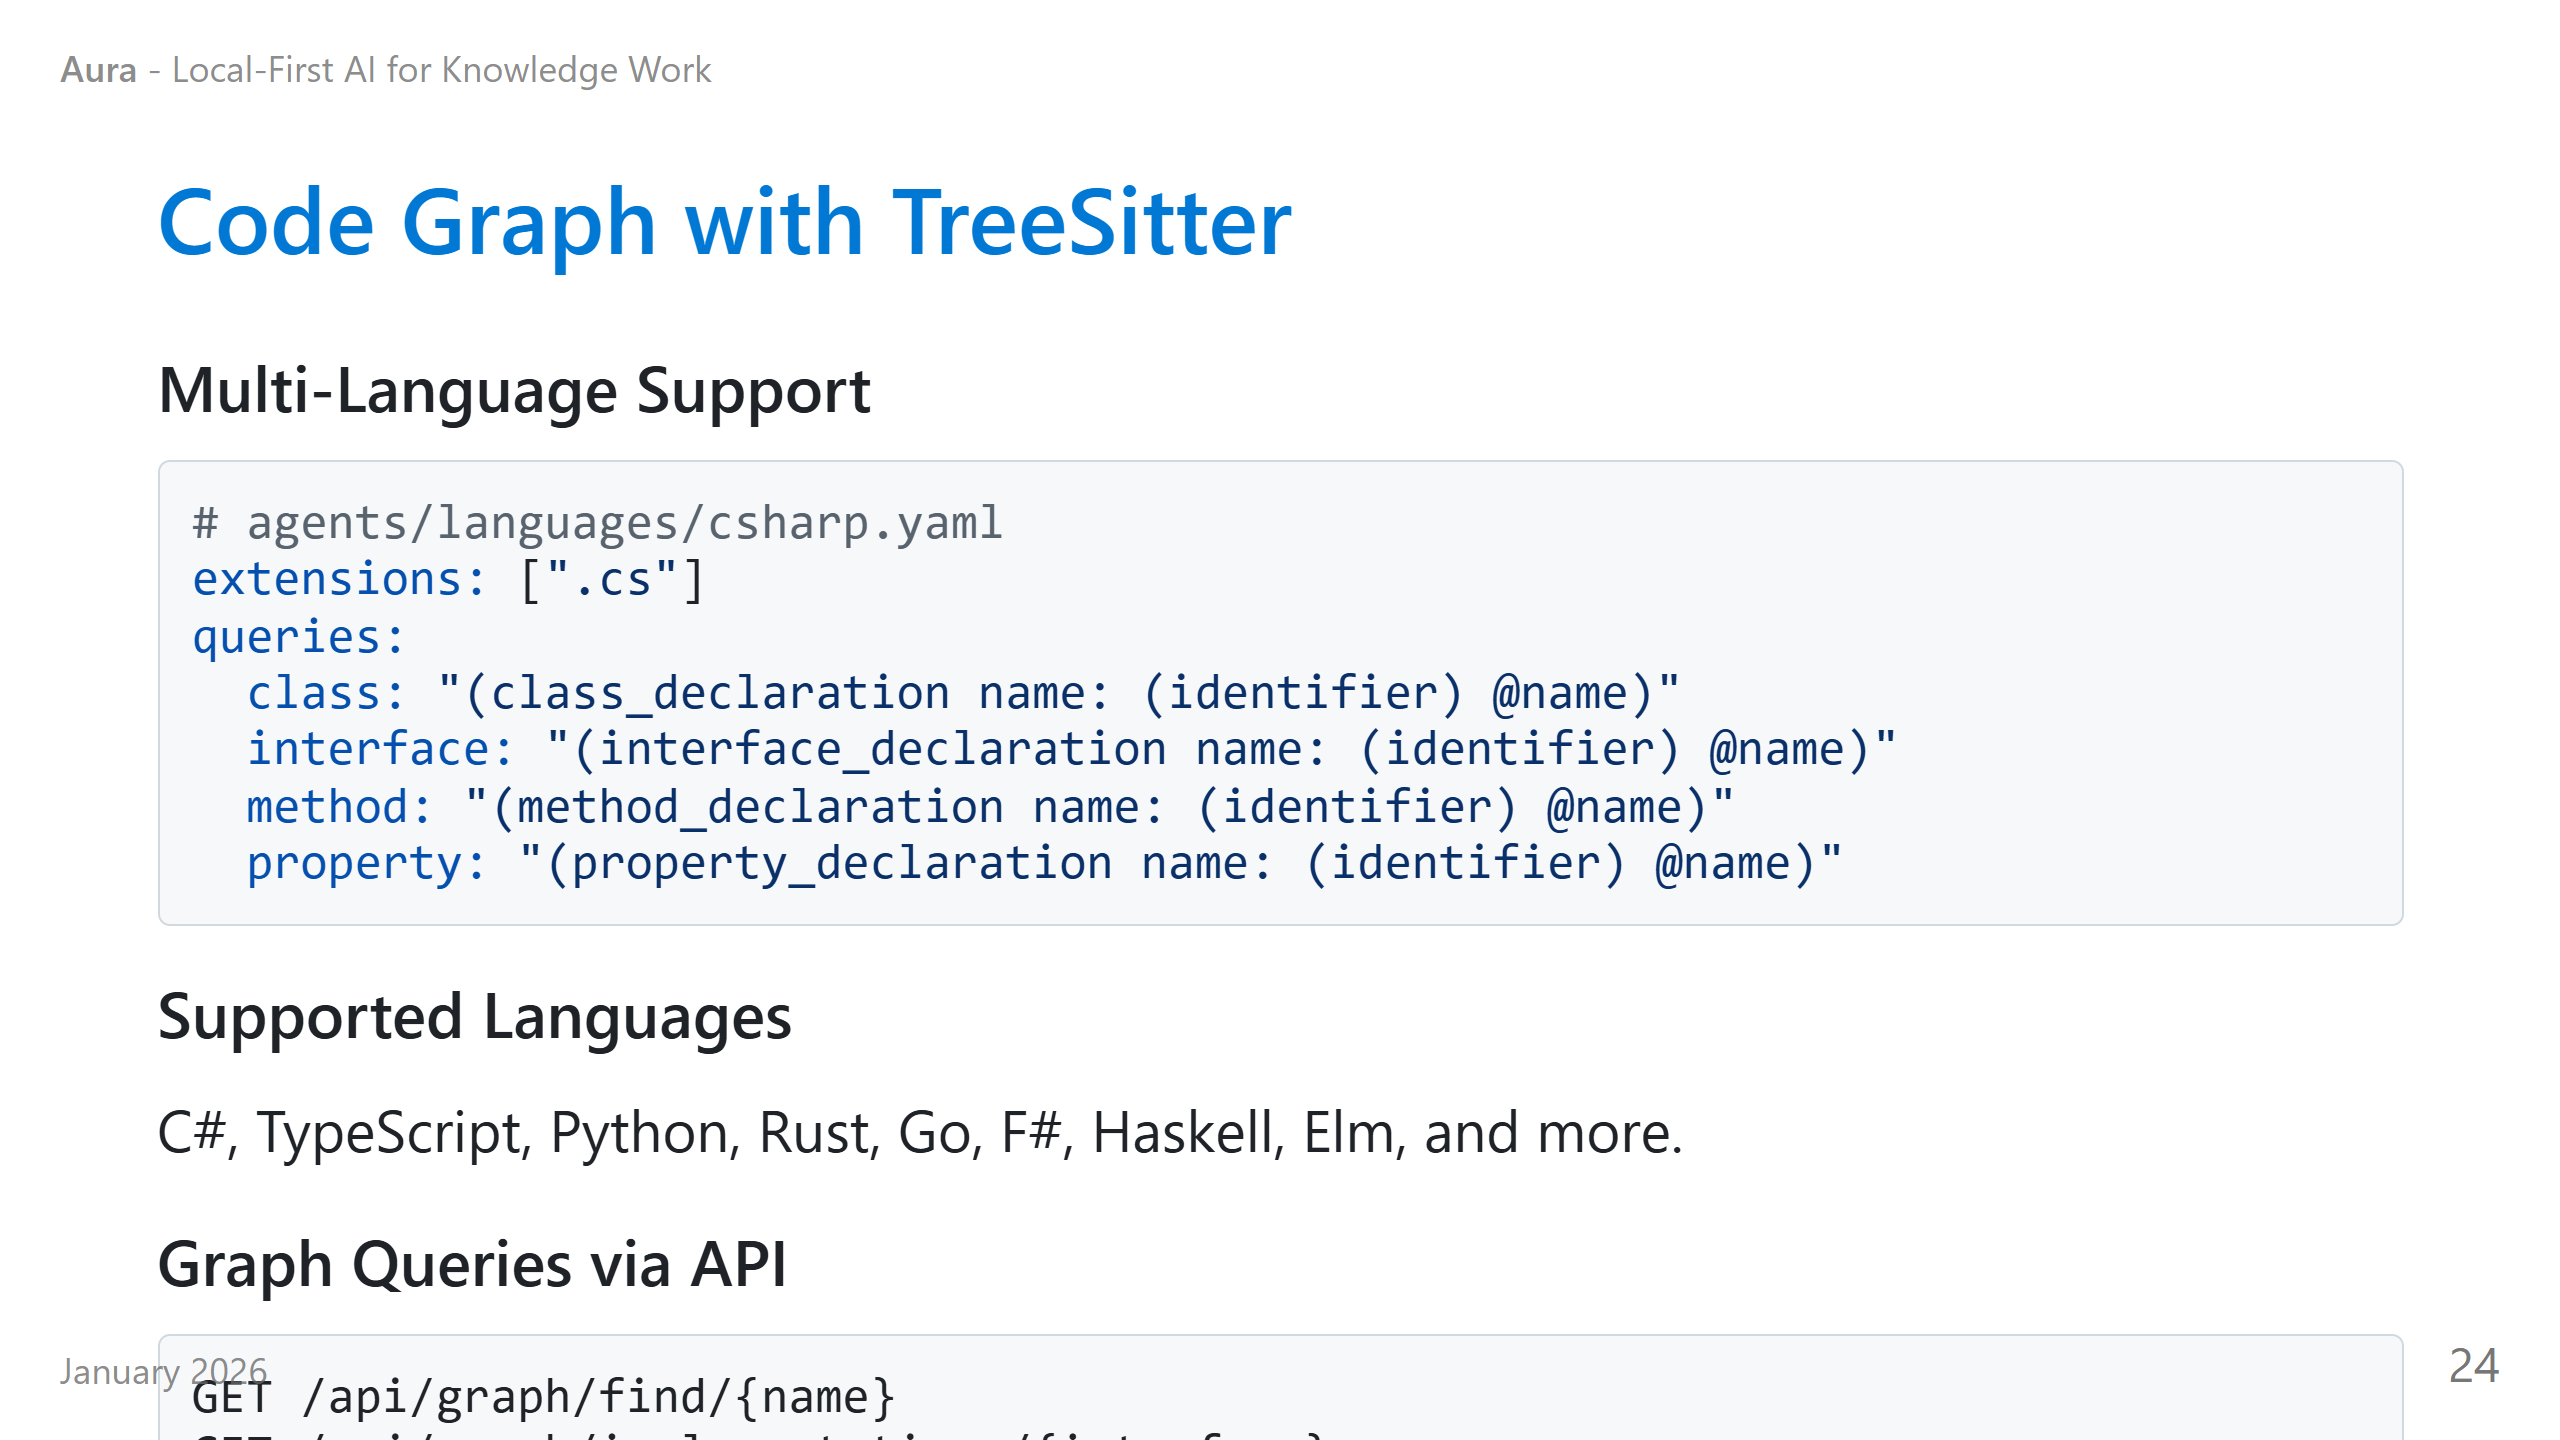 Aura - Local-First AI for Knowledge Work
Code Graph with TreeSitter
Multi-Language Support
# agents/languages/csharp.yaml
extensions: [".cs"]
queries:
  class: "(class_declaration name: (identifier) @name)"
  interface: "(interface_declaration name: (identifier) @name)"
  method: "(method_declaration name: (identifier) @name)"
  property: "(property_declaration name: (identifier) @name)"
Supported Languages
C#, TypeScript, Python, Rust, Go, F#, Haskell, Elm, and more.
Graph Queries via API
GET /api/graph/find/{name}
January 2026
24